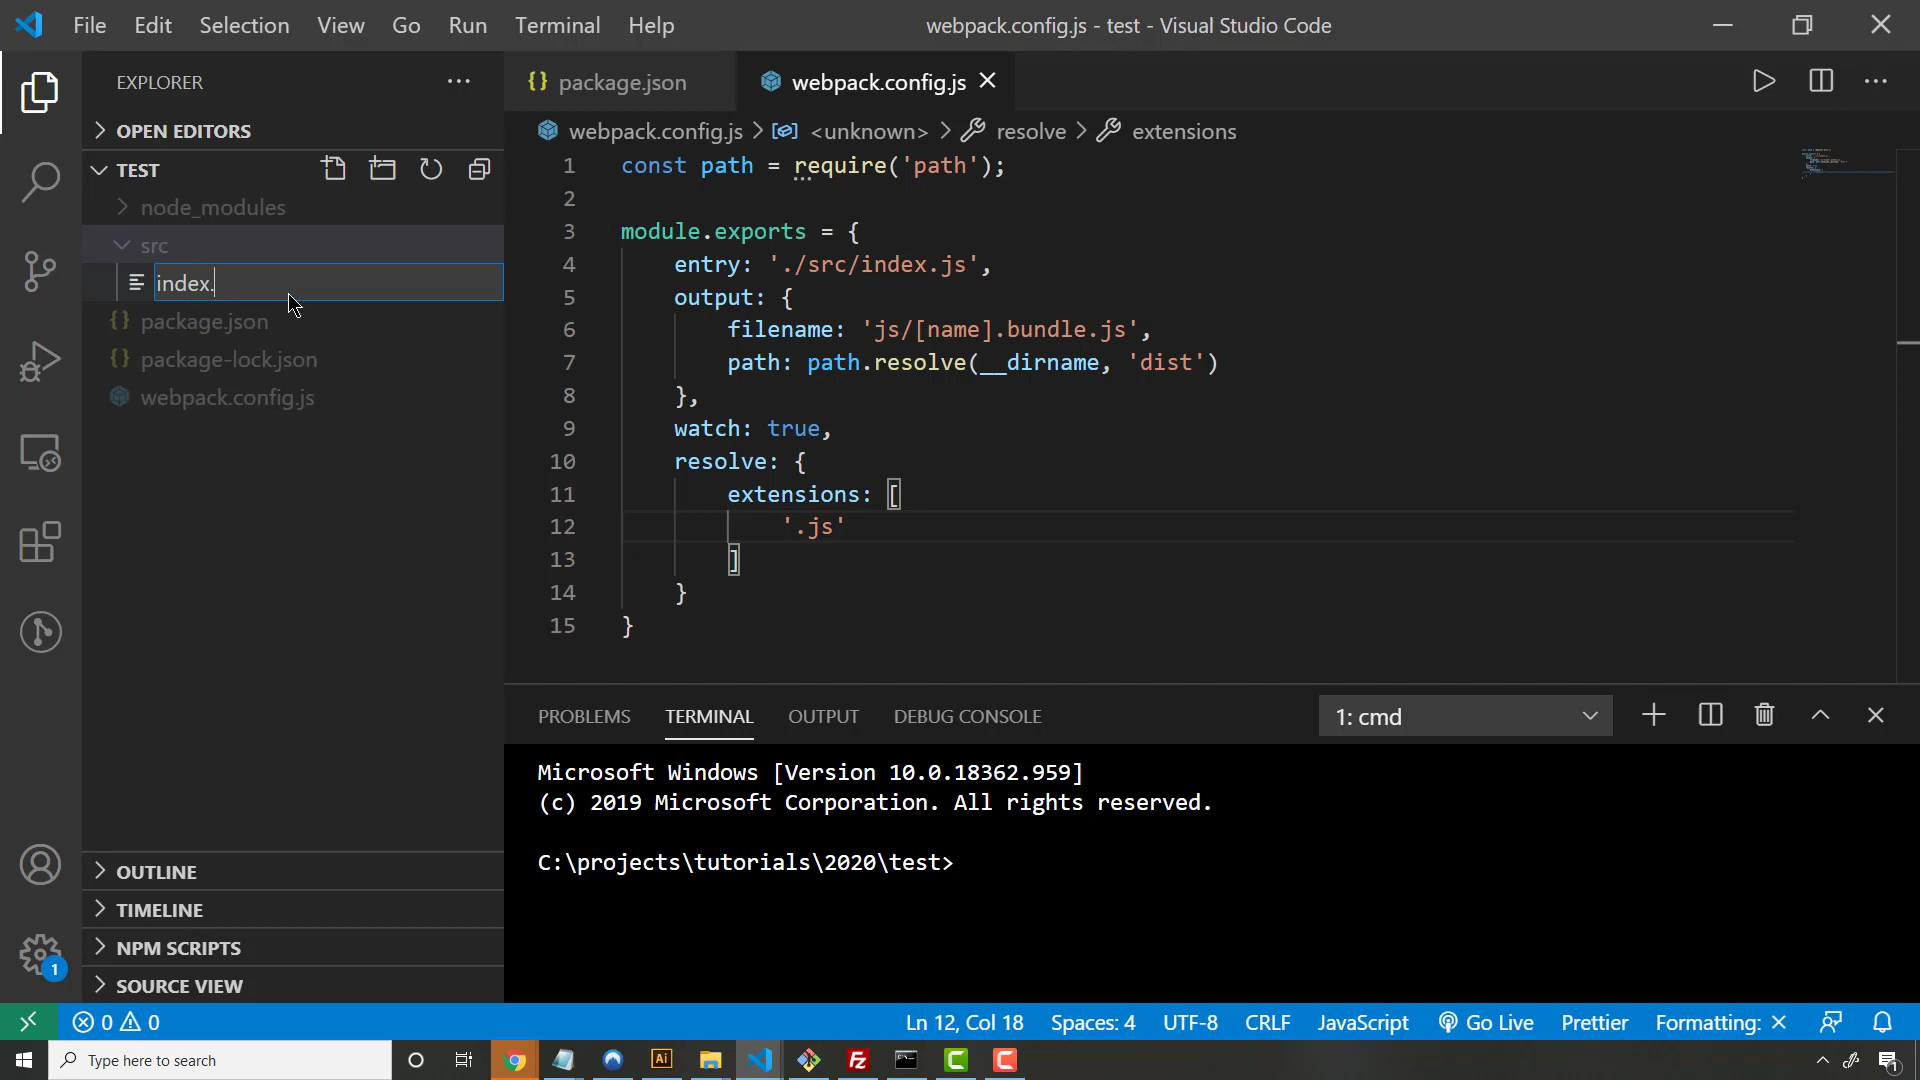 File Edit Selection View Go Run Terminal Help
webpack.config.js - test - Visual Studio Code
EXPLORER
OPEN EDITORS
TEST
node_modules
src
index.
package.json
package-lock.json
webpack.config.js
OUTLINE
TIMELINE
NPM SCRIPTS
SOURCE VIEW
1
{} package.json
webpack.config.js
webpack.config.js > <unknown> > resolve > extensions
1 const path = require('path');
2
3 module.exports = {
4 entry: './src/index.js',
5 output: {
6 filename: 'js/[name].bundle.js',
7 path: path.resolve(__dirname, 'dist')
8 },
9 watch: true,
10 resolve: {
11 extensions: [
12 '.js'
13 ]
14 }
15 }
PROBLEMS TERMINAL OUTPUT DEBUG CONSOLE
1: cmd
Microsoft Windows [Version 10.0.18362.959]
(c) 2019 Microsoft Corporation. All rights reserved.
C:\projects\tutorials\2020\test>
0 0
Ln 12, Col 18 Spaces: 4 UTF-8 CRLF JavaScript Go Live Prettier Formatting:
Type here to search
Ai
Fz
1